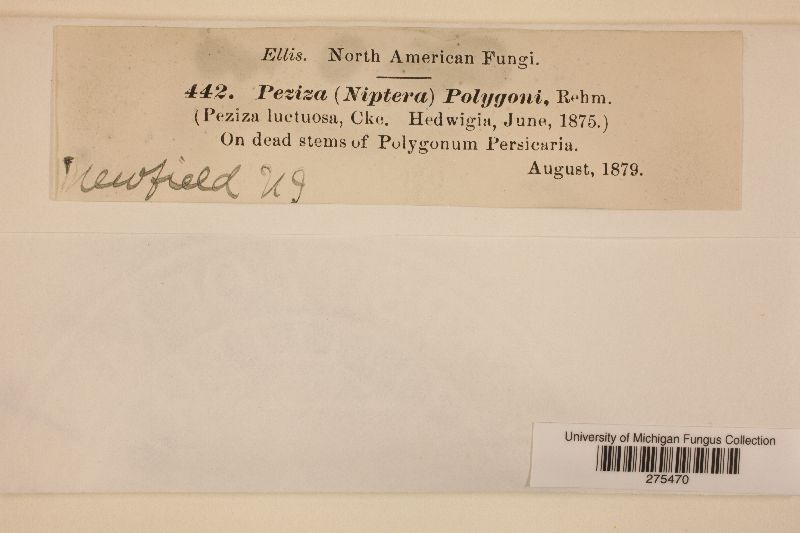 Ellis. North American Fungi.
442. Peziza (Niptera) Polygoni, Rehm.
(Peziza luctuosa, Cke. Hedwigia, June, 1875.)
On dead stems of Polygonum Persicaria.
August, 1879.
Newfield NJ
University of Michigan Fungus Collection
275470